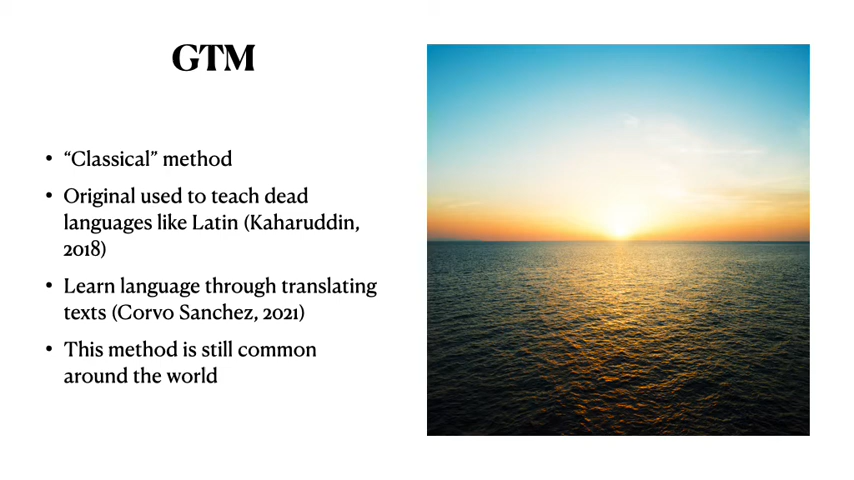 GTM
• “Classical” method
• Original used to teach dead
languages like Latin (Kaharuddin,
2018)
• Learn language through translating
texts (Corvo Sanchez, 2021)
• This method is still common
around the world